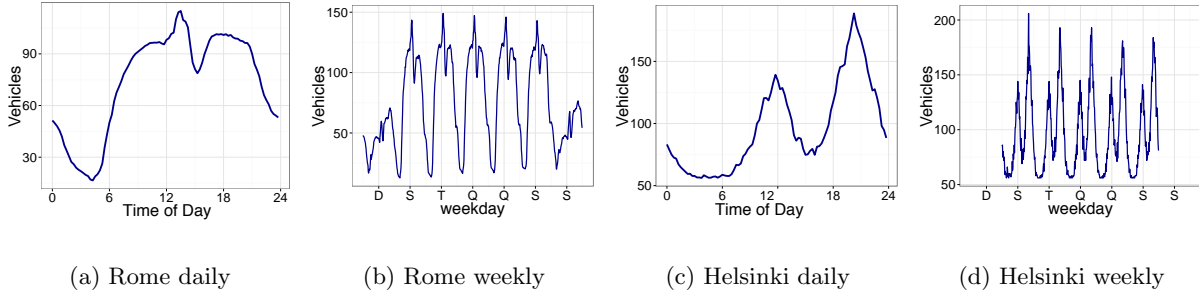 Vehicles
90
60
30
0
6
12
18
24
Time of Day
(a) Rome daily
Vehicles
150
100
50
D S T Q Q S S
weekday
(b) Rome weekly
Vehicles
200
150
100
50
0
12
24
Time of Day
(c) Helsinki daily
Vehicles
200
150
100
50
D S T Q Q S S
weekday
(d) Helsinki weekly